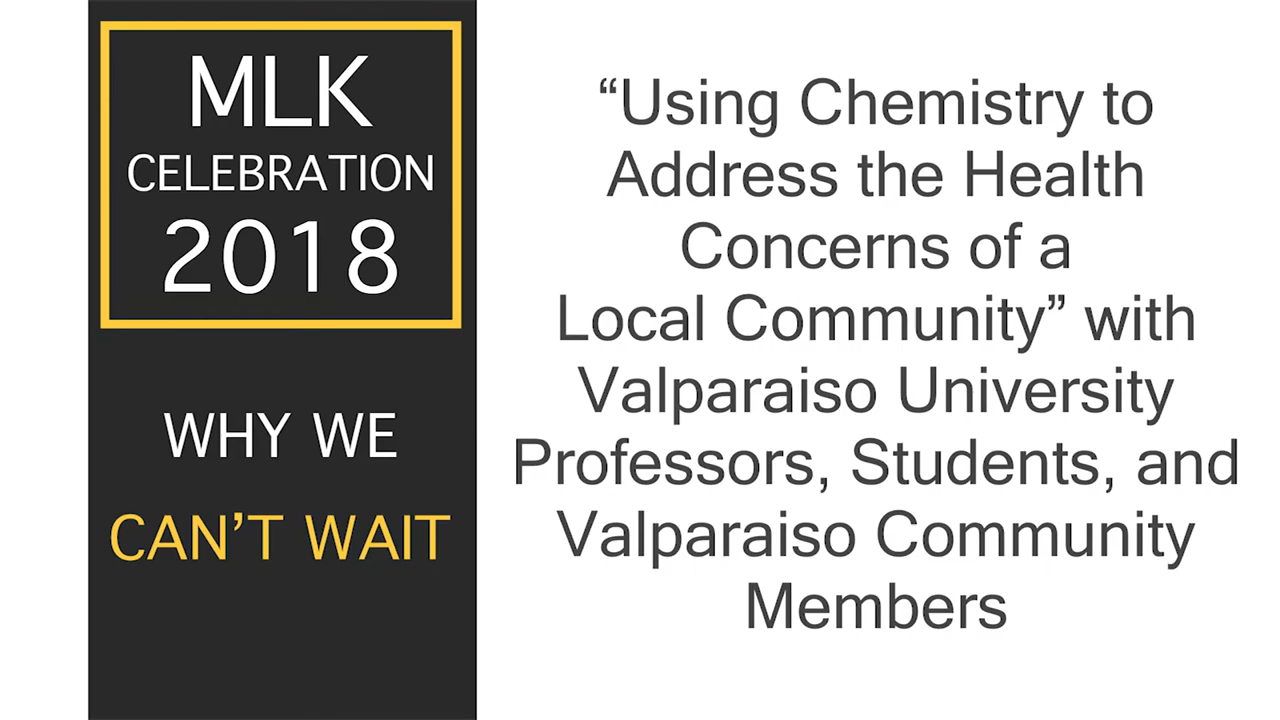 MLK
CELEBRATION
2018
WHY WE
CAN’T WAIT
“Using Chemistry to
Address the Health
Concerns of a
Local Community” with
Valparaiso University
Professors, Students, and
Valparaiso Community
Members